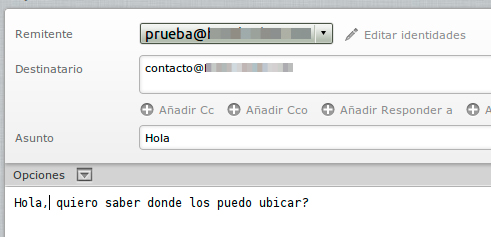 Remitente
prueba@
Editar identidades
Destinatario
contacto@
Añadir Cc
Añadir Cco
Añadir Responder a
Asunto
Hola
Opciones
Hola, quiero saber donde los puedo ubicar?